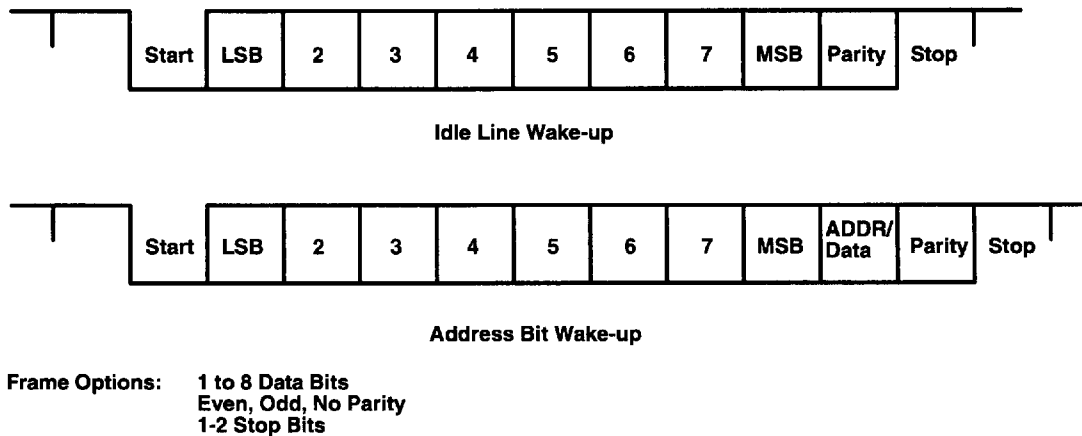 Start LSB 2 3 4 5 6 7 MSB Parity Stop
Idle Line Wake-up
Start LSB 2 3 4 5 6 7 MSB ADDR/ Data Parity Stop
Address Bit Wake-up
Frame Options: 1 to 8 Data Bits
Even, Odd, No Parity
1-2 Stop Bits